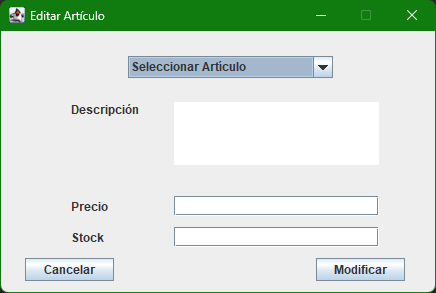 Editar Artículo
Seleccionar Artículo
Descripción
Precio
Stock
Cancelar Modificar